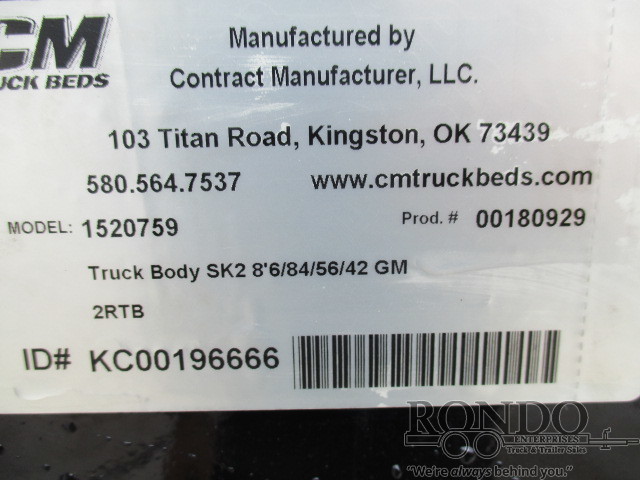 CM
TRUCK BEDS
Manufactured by
Contract Manufacturer, LLC.
103 Titan Road, Kingston, OK 73439
580.564.7537 www.cmtruckbeds.com
MODEL: 1520759 Prod. # 00180929
Truck Body SK2 8'6/84/56/42 GM
2RTB
ID# KC00196666
RONDO
ENTERPRISES
Truck & Trailer Sales
"We're always behind you."